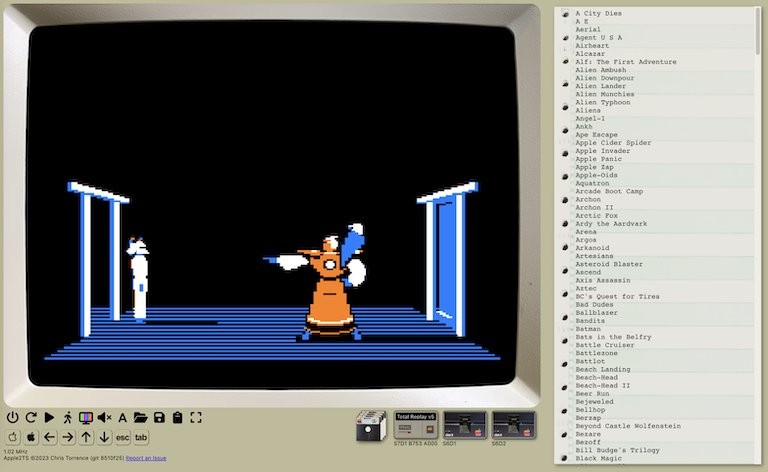 A City Dies
A E
Aerial
Agent U S A
Airheart
Alcazar
Alf: The First Adventure
Alien Ambush
Alien Downpour
Alien Lander
Alien Munchies
Alien Typhoon
Aliens
Angel-1
Ankh
Ape Escape
Apple Cider Spider
Apple Invader
Apple Panic
Apple Zap
Apple-Oids
Aquatron
Arcade Boot Camp
Archon
Archon II
Arctic Fox
Ardy the Aardvark
Arena
Argos
Arkanoid
Artesians
Asteroid Blaster
Ascend
Axis Assassin
Aztec
BC's Quest for Tires
Bad Dudes
Ballblazer
Bandits
Batman
Bats in the Belfry
Battle Cruiser
Battlezone
Battlot
Beach Landing
Beach-Head
Beach-Head II
Beer Run
Bejeweled
Bellhop
Berzap
Beyond Castle Wolfenstein
Bezare
Bezoff
Bill Budge's Trilogy
Black Magic
A
esc
tab
Total Replay v5
S7D1 B753 A000
S6D1
S6D2
1.02 MHz
Apple2TS ©2023 Chris Torrence (git 8510f25) Report an Issue